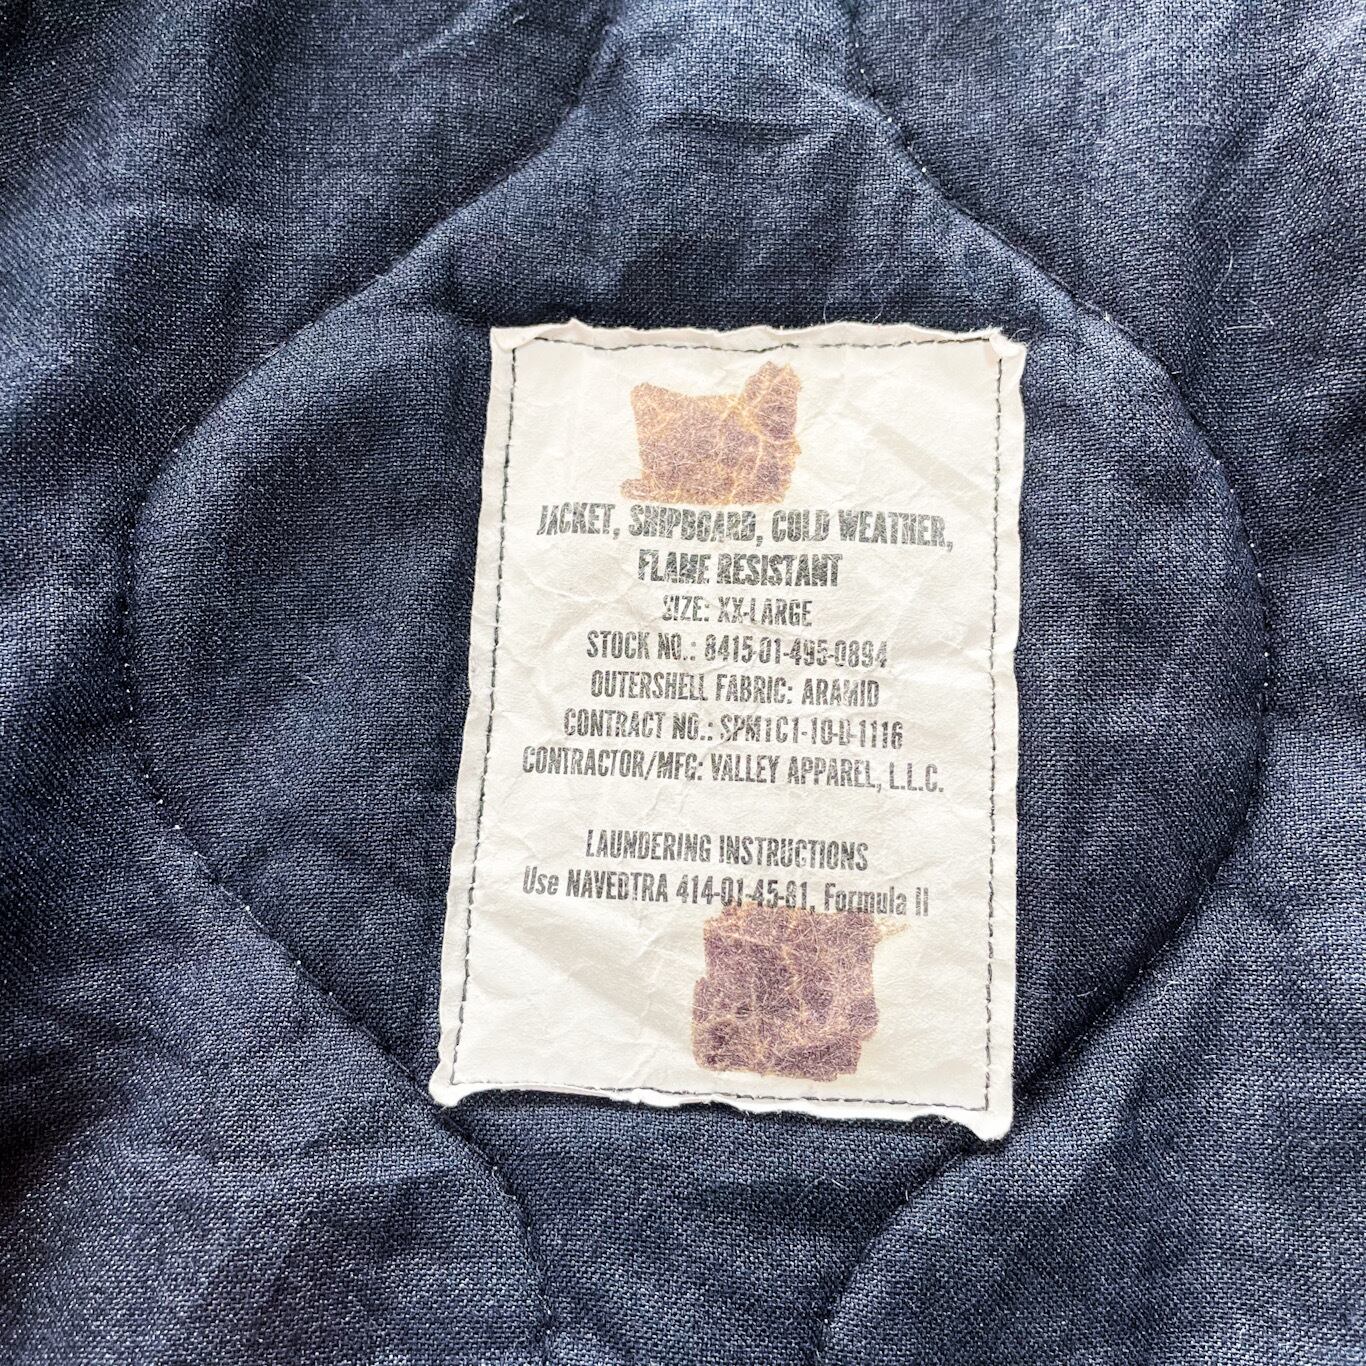 JACKET, SHIPBOARD, COLD WEATHER,
FLAME RESISTANT
SIZE: XX-LARGE
STOCK NO.: 8415-01-495-0894
OUTERSHELL FABRIC: ARAMID
CONTRACT NO.: SPM1C1-10-D-1116
CONTRACTOR/MFG: VALLEY APPAREL, L.L.C.
LAUNDERING INSTRUCTIONS
Use NAVEDTRA 414-01-45-81, Formula II